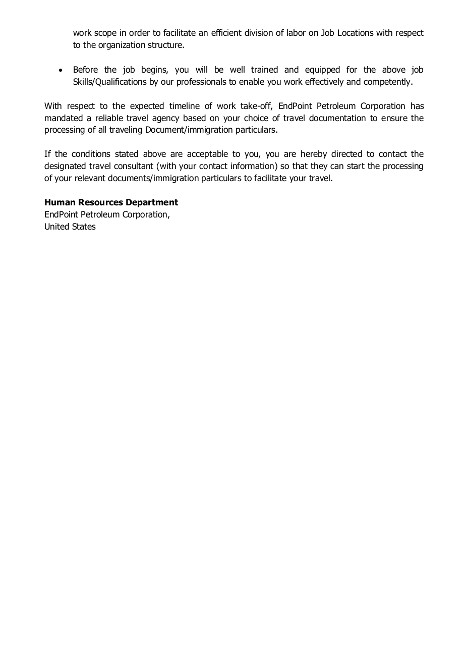 work scope in order to facilitate an efficient division of labor on Job Locations with respect
to the organization structure.
• Before the job begins, you will be well trained and equipped for the above job
Skills/Qualifications by our professionals to enable you work effectively and competently.
With respect to the expected timeline of work take-off, EndPoint Petroleum Corporation has
mandated a reliable travel agency based on your choice of travel documentation to ensure the
processing of all traveling Document/immigration particulars.
If the conditions stated above are acceptable to you, you are hereby directed to contact the
designated travel consultant (with your contact information) so that they can start the processing
of your relevant documents/immigration particulars to facilitate your travel.
Human Resources Department
EndPoint Petroleum Corporation,
United States